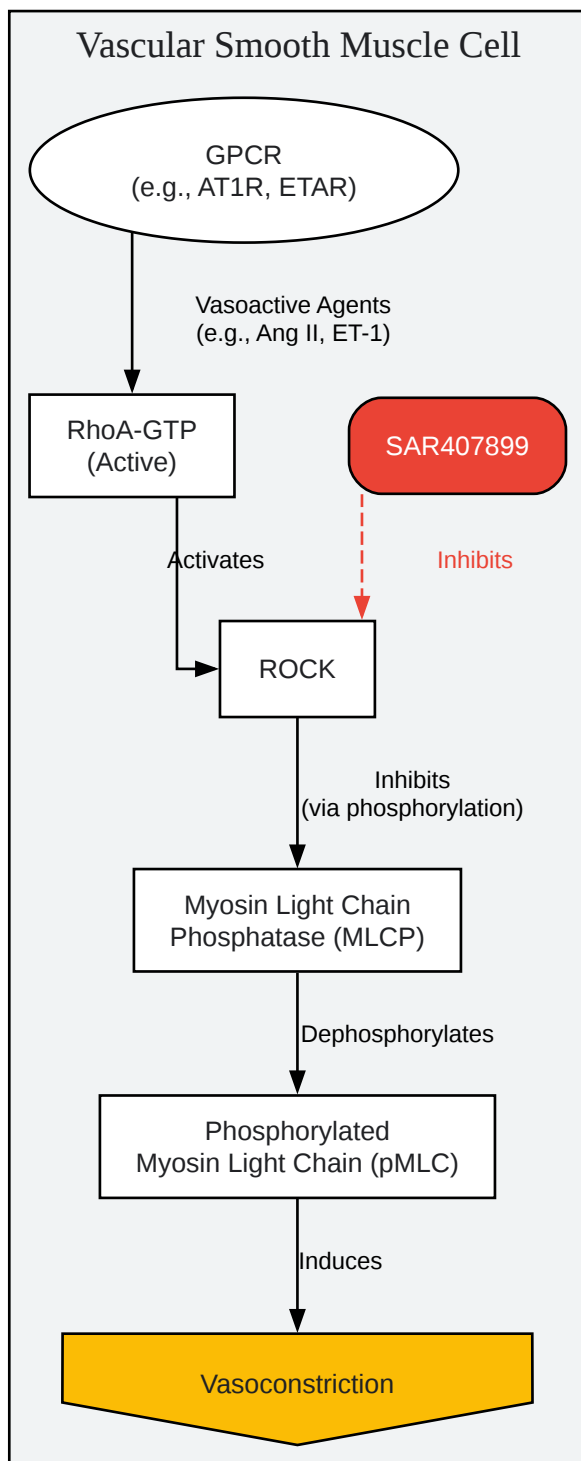 Vascular Smooth Muscle Cell
GPCR
(e.g., AT1R, ETAR)
Vasoactive Agents
(e.g., Ang II, ET-1)
RhoA-GTP
(Active)
SAR407899
Activates
Inhibits
ROCK
Inhibits
(via phosphorylation)
Myosin Light Chain
Phosphatase (MLCP)
Dephosphorylates
Phosphorylated
Myosin Light Chain (pMLC)
Induces
Vasoconstriction